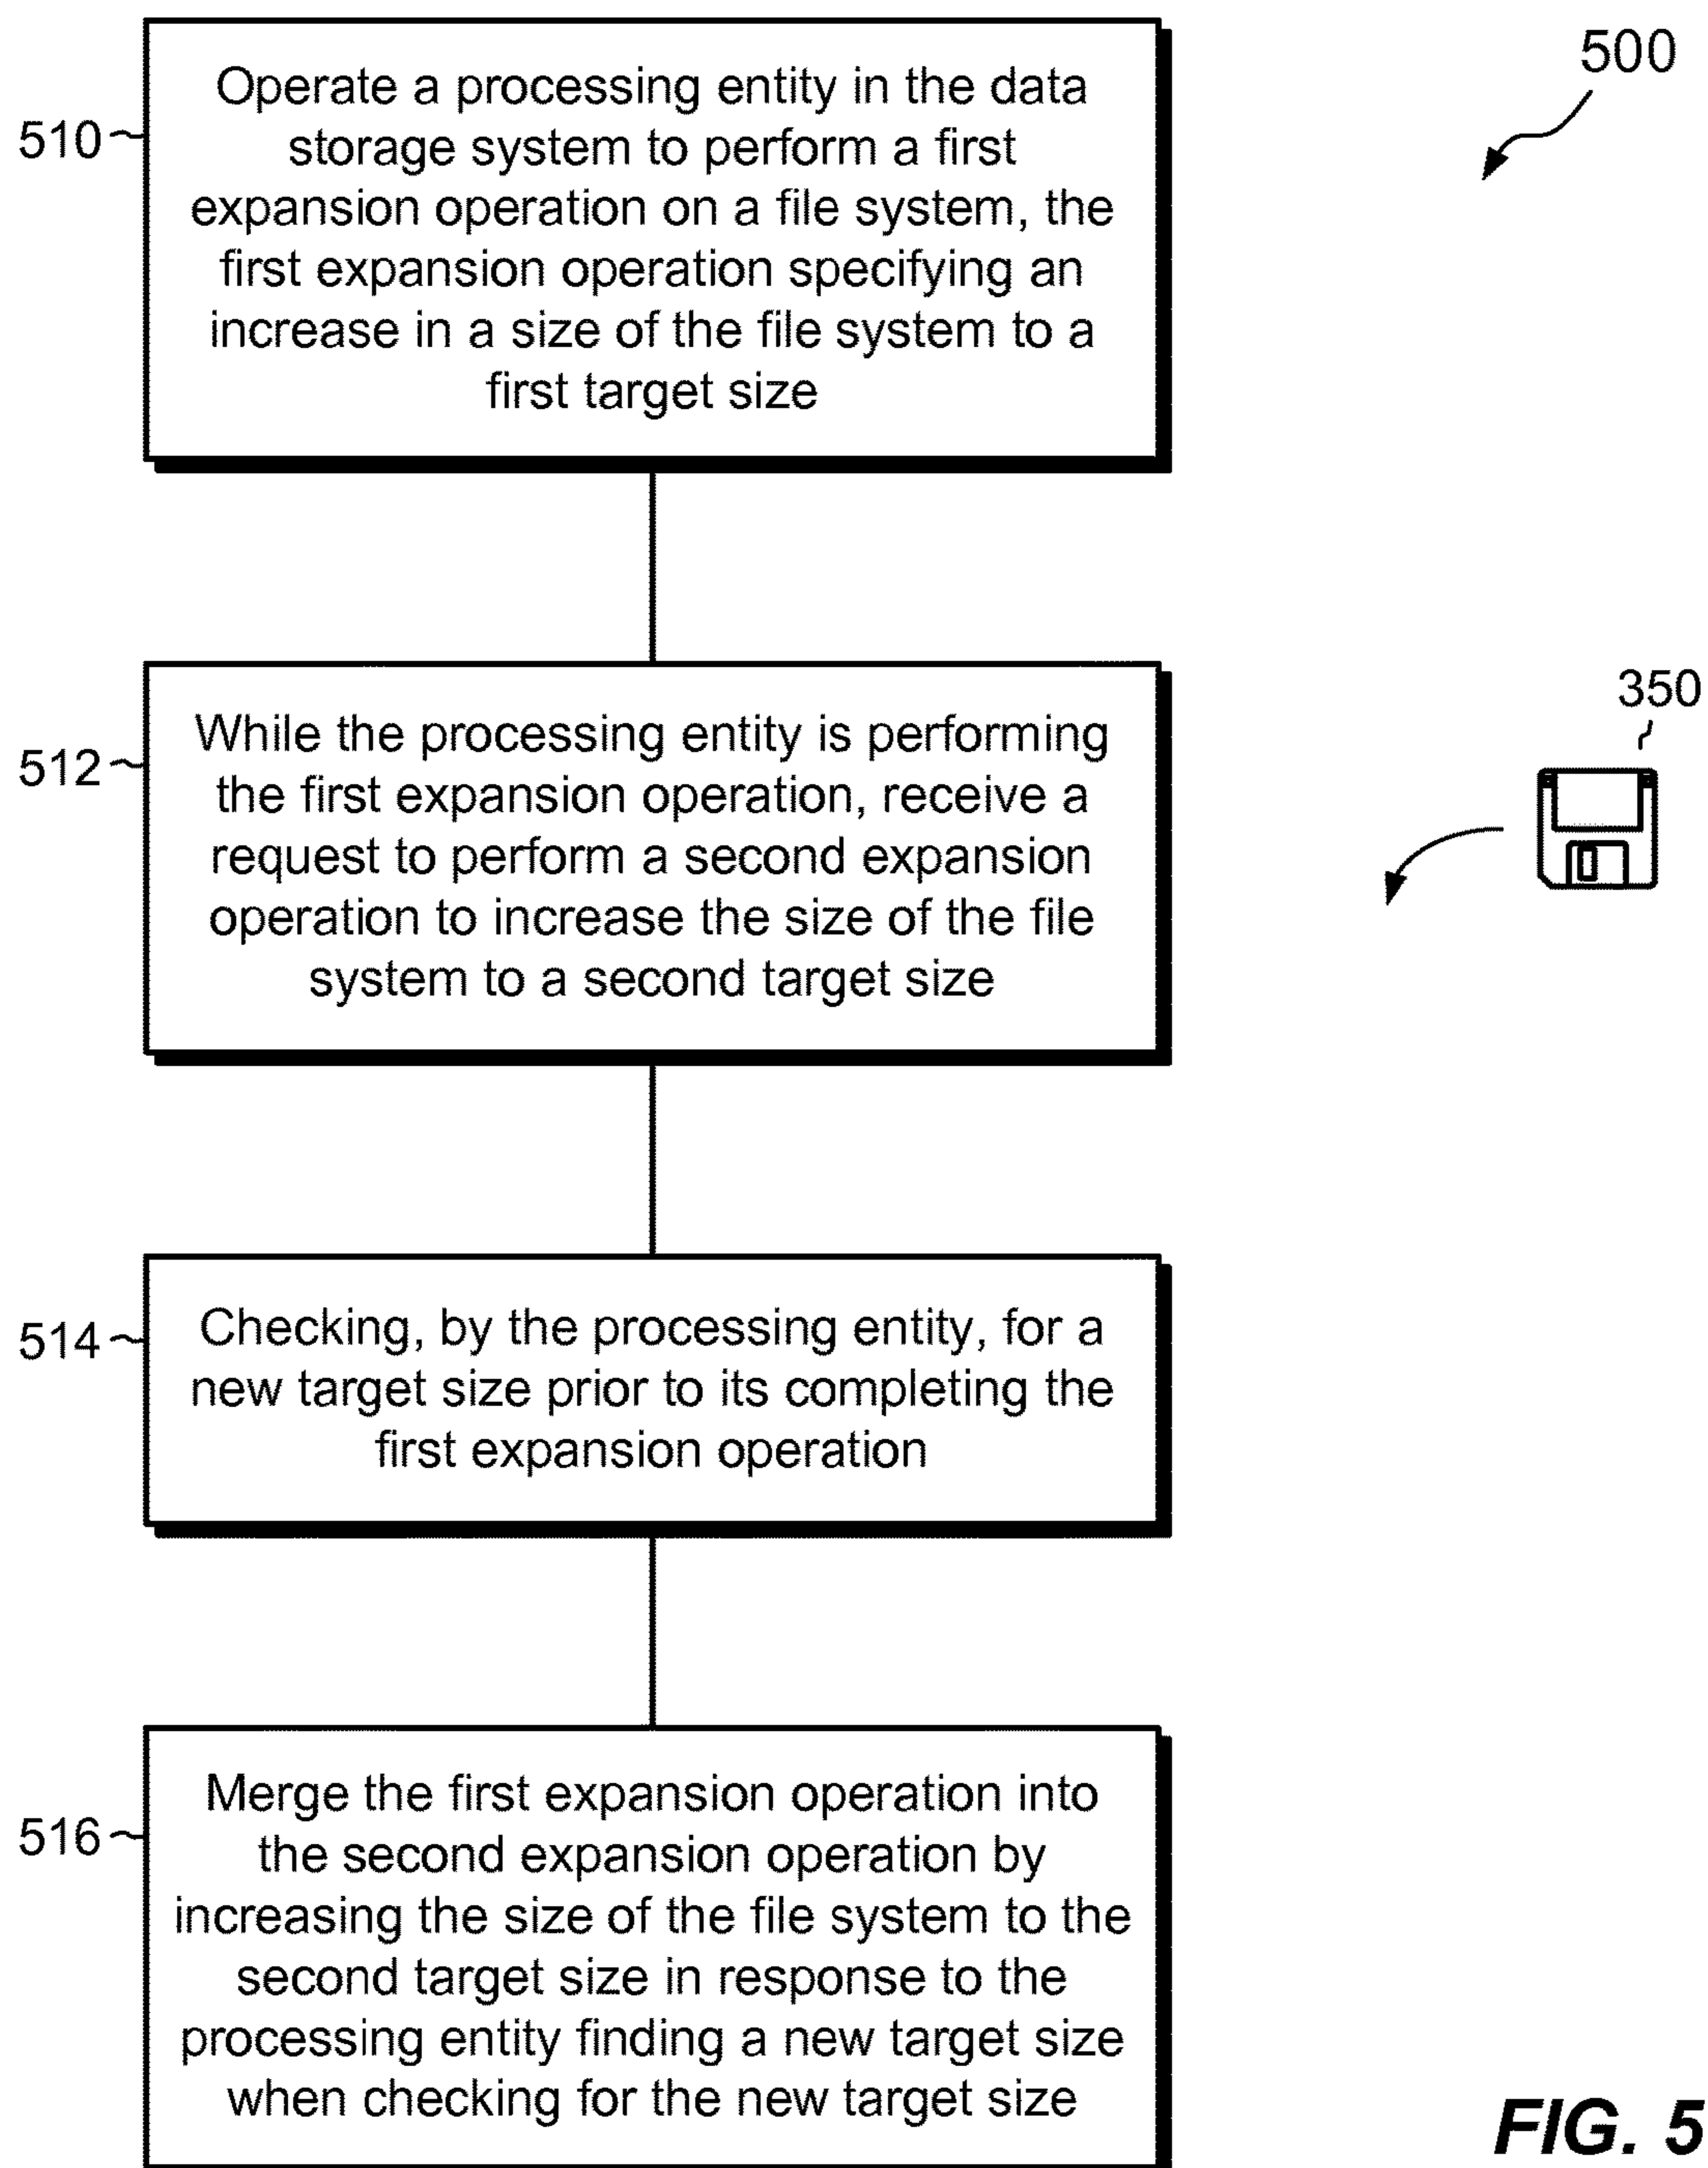 500
510
Operate a processing entity in the data
storage system to perform a first
expansion operation on a file system, the
first expansion operation specifying an
increase in a size of the file system to a
first target size
350
512
While the processing entity is performing
the first expansion operation, receive a
request to perform a second expansion
operation to increase the size of the file
system to a second target size
514
Checking, by the processing entity, for a
new target size prior to its completing the
first expansion operation
516
Merge the first expansion operation into
the second expansion operation by
increasing the size of the file system to the
second target size in response to the
processing entity finding a new target size
when checking for the new target size
FIG. 5